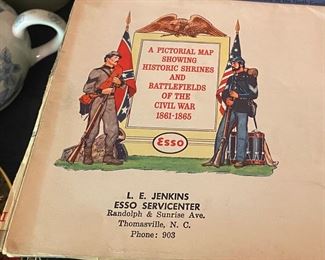 A PICTORIAL MAP
SHOWING
HISTORIC SHRINES
AND
BATTLEFIELDS
OF THE
CIVIL WAR
1861-1865
Esso
L. E. JENKINS
ESSO SERVICENTER
Randolph & Sunrise Ave.
Thomasville, N. C.
Phone: 903